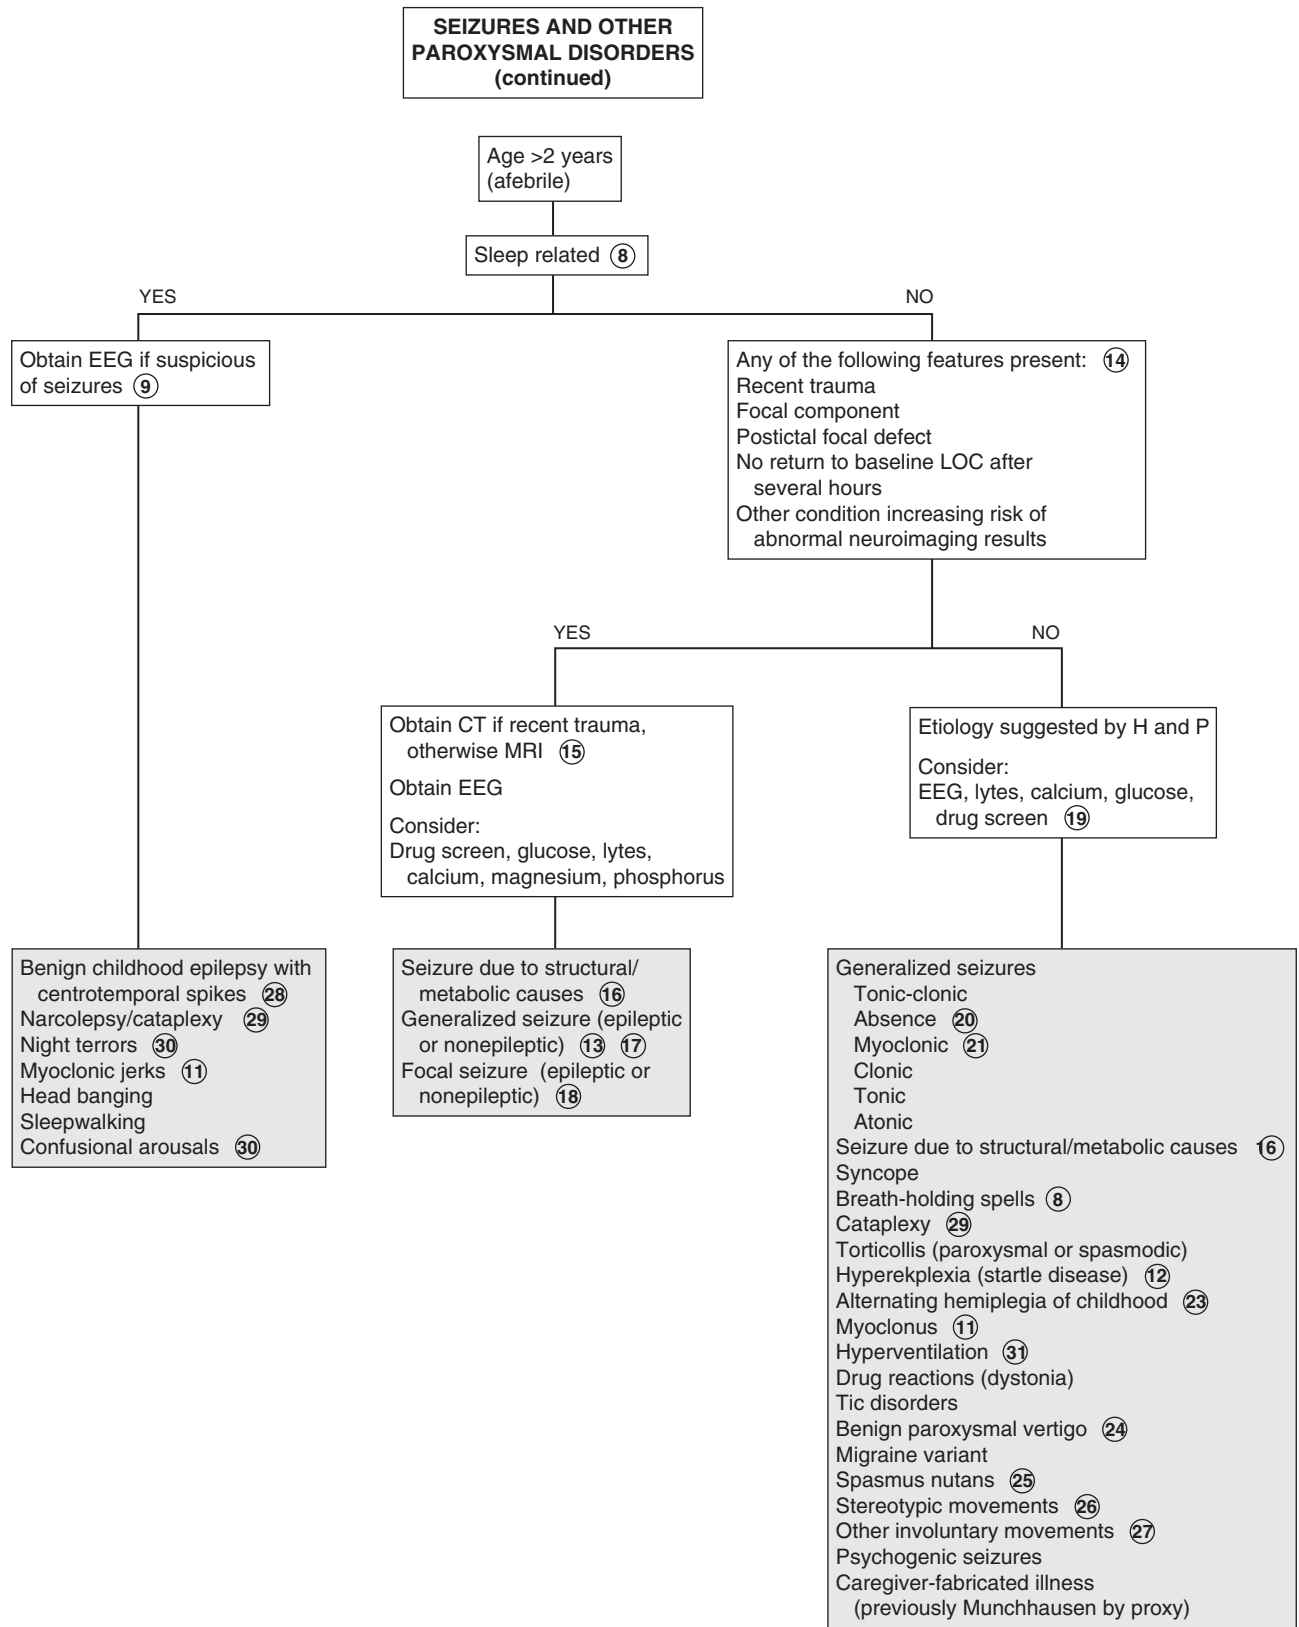 SEIZURES AND OTHER
PAROXYSMAL DISORDERS
(continued)
Age >2 years
(afebrile)
Sleep related 8
YES
NO
Obtain EEG if suspicious
of seizures 9
Any of the following features present: 14
Recent trauma
Focal component
Postictal focal defect
No return to baseline LOC after
several hours
Other condition increasing risk of
abnormal neuroimaging results
YES
NO
Obtain CT if recent trauma,
otherwise MRI 15
Obtain EEG
Consider:
Drug screen, glucose, lytes,
calcium, magnesium, phosphorus
Etiology suggested by H and P
Consider:
EEG, lytes, calcium, glucose,
drug screen 19
Benign childhood epilepsy with
centrotemporal spikes 28
Narcolepsy/cataplexy 29
Night terrors 30
Myoclonic jerks 11
Head banging
Sleepwalking
Confusional arousals 30
Seizure due to structural/
metabolic causes 16
Generalized seizure (epileptic
or nonepileptic) 13 17
Focal seizure (epileptic or
nonepileptic) 18
Generalized seizures
Tonic-clonic
Absence 20
Myoclonic 21
Clonic
Tonic
Atonic
Seizure due to structural/metabolic causes 16
Syncope
Breath-holding spells 8
Cataplexy 29
Torticollis (paroxysmal or spasmodic)
Hyperekplexia (startle disease) 12
Alternating hemiplegia of childhood 23
Myoclonus 11
Hyperventilation 31
Drug reactions (dystonia)
Tic disorders
Benign paroxysmal vertigo 24
Migraine variant
Spasmus nutans 25
Stereotypic movements 26
Other involuntary movements 27
Psychogenic seizures
Caregiver-fabricated illness
(previously Munchhausen by proxy)